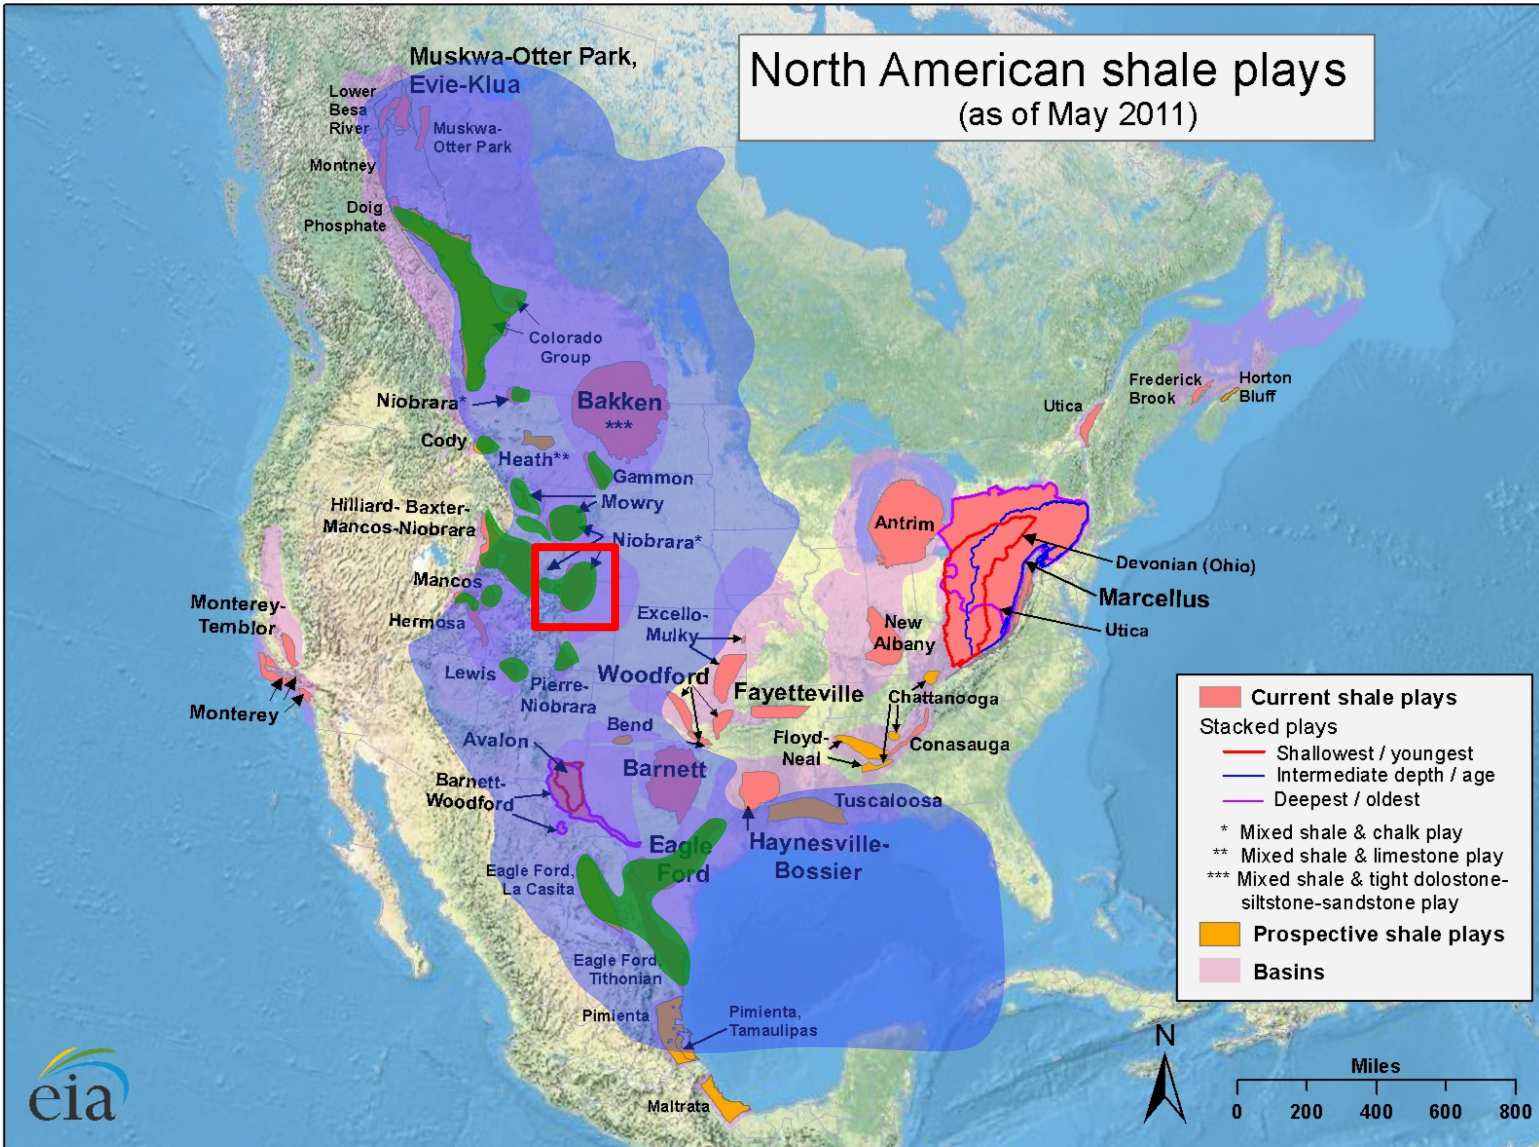 North American shale plays
(as of May 2011)
Muskwa-Otter Park,
Evie-Klua
Lower
Besa
River
Muskwa-
Otter Park
Montney
Doig
Phosphate
Colorado
Group
Niobrara*
Bakken
***
Cody
Heath**
Gammon
Mowry
Hilliard- Baxter-
Mancos-Niobrara
Niobrara*
Mancos
Hermosa
Monterey-
Temblor
Monterey
Lewis
Pierre-
Niobrara
Excello-
Mulky
Woodford
Fayetteville
Bend
Avalon
Barnett
Barnett-
Woodford
Eagle
Ford
Eagle Ford,
La Casita
Eagle Ford,
Tithonian
Pimienta
Pimienta,
Tamaulipas
Maltrata
Haynesville-
Bossier
Tuscaloosa
Floyd-
Neal
Conasauga
Chattanooga
New
Albany
Antrim
Devonian (Ohio)
Marcellus
Utica
Utica
Frederick
Brook
Horton
Bluff
Current shale plays
Stacked plays
Shallowest / youngest
Intermediate depth / age
Deepest / oldest
* Mixed shale & chalk play
** Mixed shale & limestone play
*** Mixed shale & tight dolostone-
siltstone-sandstone play
Prospective shale plays
Basins
N
Miles
0 200 400 600 800
eia